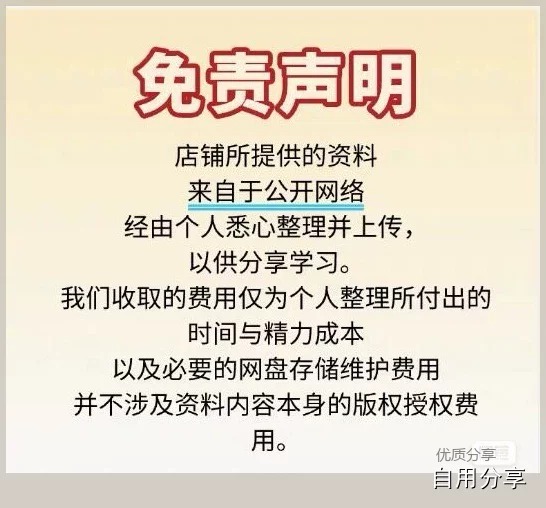 免责声明
店铺所提供的资料
来自于公开网络
经由个人悉心整理并上传，
以供分享学习。
我们收取的费用仅为个人整理所付出的
时间与精力成本
以及必要的网盘存储维护费用
并不涉及资料内容本身的版权授权费
用。
优质分享
自用分享